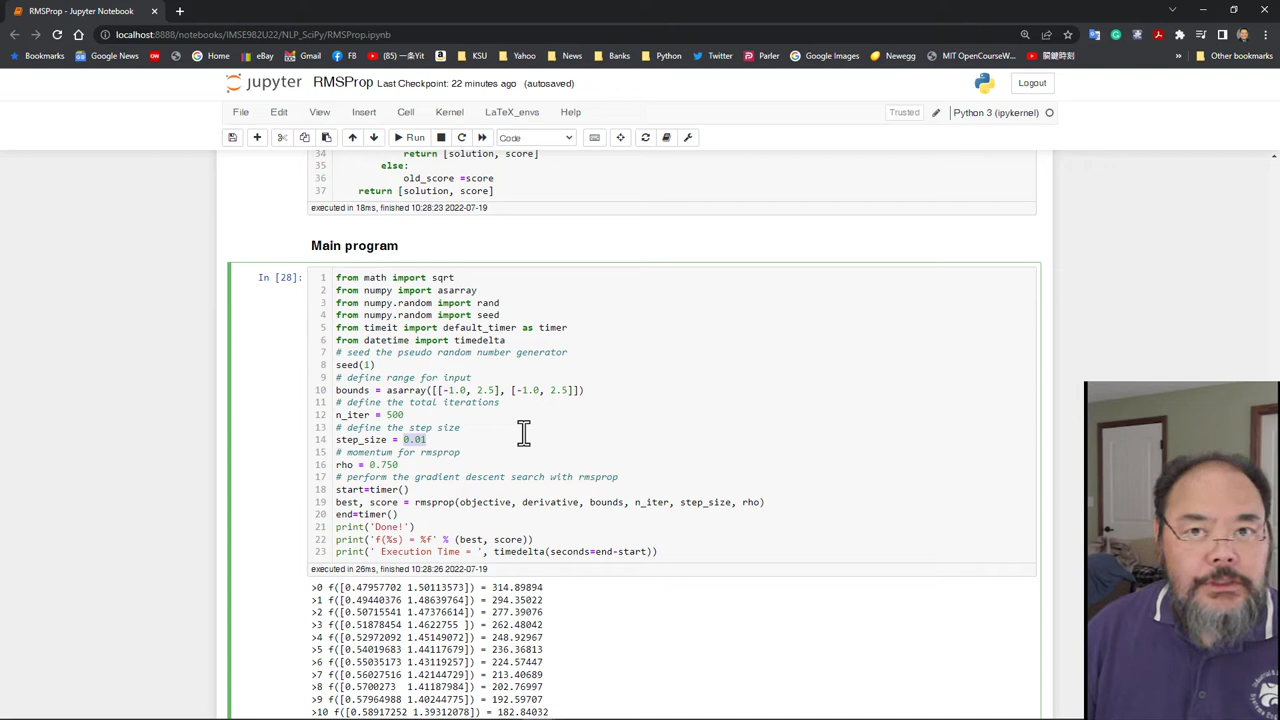 RMSProp - Jupyter Notebook
localhost:8888/notebooks/IMSE982U22/NLP_SciPy/RMSProp.ipynb
Bookmarks Google News Home eBay Gmail FB (83) 一条Yit KSU Yahoo News Banks Python Twitter Parler Google Images Newegg MIT OpenCourseW... 關鍵時刻 Other bookmarks
jupyter RMSProp Last Checkpoint: 22 minutes ago (autosaved) Logout
File Edit View Insert Cell Kernel LaTeX_envs Help Trusted Python 3 (ipykernel)
Run Code
34 return [solution, score]
35 else:
36 old_score =score
37 return [solution, score]
executed in 18ms, finished 10:28:23 2022-07-19
Main program
In [28]:
1 from math import sqrt
2 from numpy import asarray
3 from numpy.random import rand
4 from numpy.random import seed
5 from timeit import default_timer as timer
6 from datetime import timedelta
7 # seed the pseudo random number generator
8 seed(1)
9 # define range for input
10 bounds = asarray([[-1.0, 2.5], [-1.0, 2.5]])
11 # define the total iterations
12 n_iter = 500
13 # define the step size
14 step_size = 0.01
15 # momentum for rmsprop
16 rho = 0.750
17 # perform the gradient descent search with rmsprop
18 start=timer()
19 best, score = rmsprop(objective, derivative, bounds, n_iter, step_size, rho)
20 end=timer()
21 print('Done!')
22 print('f(%s) = %f' % (best, score))
23 print(' Execution Time = ', timedelta(seconds=end-start))
executed in 26ms, finished 10:28:26 2022-07-19
>0 f([0.47957702 1.50113573]) = 314.89894
>1 f([0.49440376 1.48639764]) = 294.35022
>2 f([0.50715541 1.47376614]) = 277.39076
>3 f([0.51878454 1.4622755 ]) = 262.48042
>4 f([0.52972092 1.45149072]) = 248.92967
>5 f([0.54019683 1.44117679]) = 236.36813
>6 f([0.55035173 1.43119257]) = 224.57447
>7 f([0.56027516 1.42144729]) = 213.40689
>8 f([0.5700273 1.41187984]) = 202.76997
>9 f([0.57964988 1.40244775]) = 192.59707
>10 f([0.58917252 1.39312078]) = 182.84032